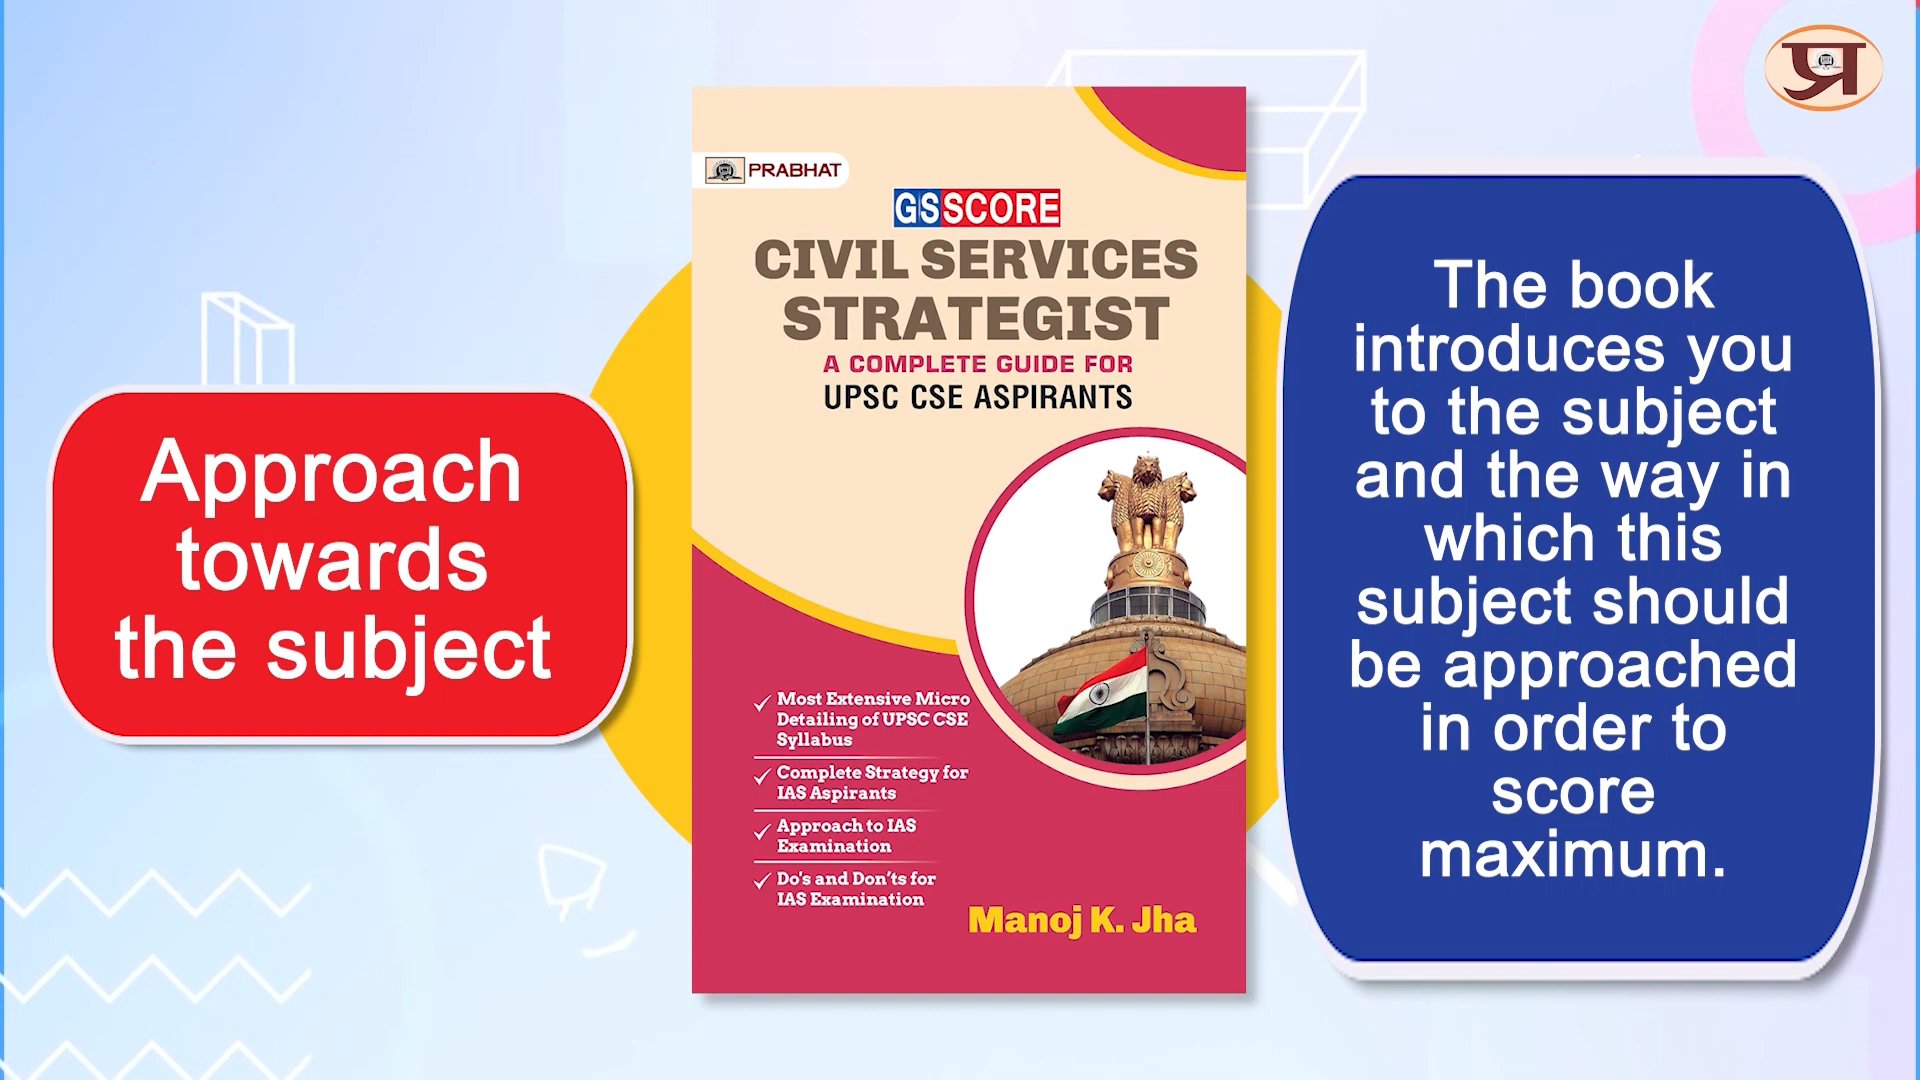 प्र
Approach
towards
the subject
PRABHAT
GSSCORE
CIVIL SERVICES
STRATEGIST
A COMPLETE GUIDE FOR
UPSC CSE ASPIRANTS
Most Extensive Micro
Detailing of UPSC CSE
Syllabus
Complete Strategy for
IAS Aspirants
Approach to IAS
Examination
Do's and Don'ts for
IAS Examination
Manoj K. Jha
The book
introduces you
to the subject
and the way in
which this
subject should
be approached
in order to
score
maximum.